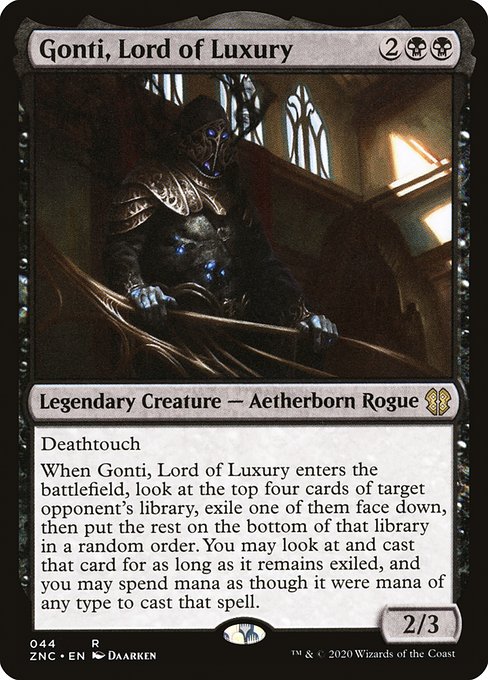 Gonti, Lord of Luxury 2
Legendary Creature — Aetherborn Rogue
Deathtouch
When Gonti, Lord of Luxury enters the
battlefield, look at the top four cards of target
opponent's library, exile one of them face down,
then put the rest on the bottom of that library
in a random order. You may look at and cast
that card for as long as it remains exiled, and
you may spend mana as though it were mana of
any type to cast that spell.
2/3
044 R
ZNC • EN DAARKEN
™ & © 2020 Wizards of the Coast